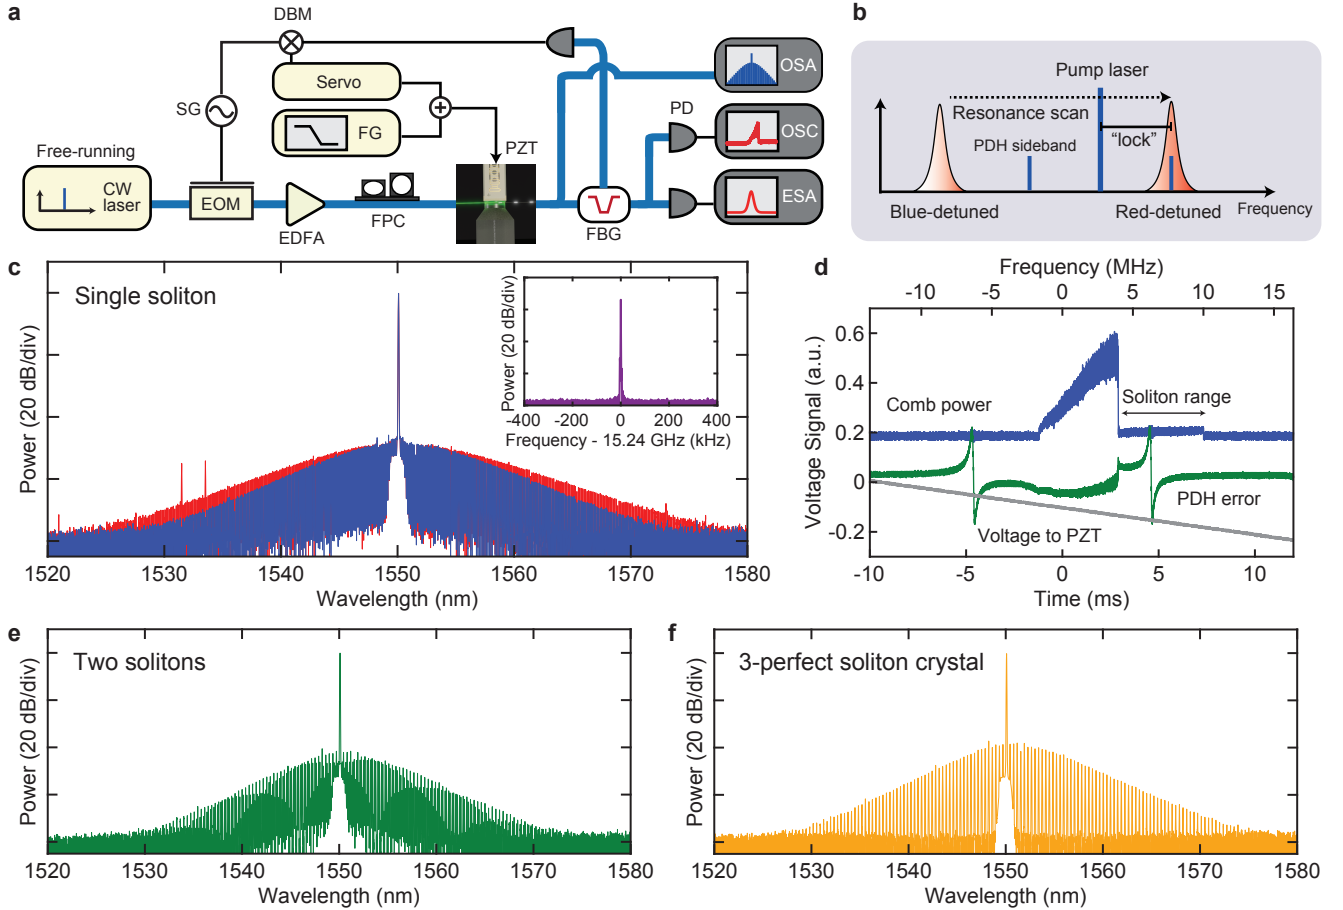 a
DBM
Servo
SG
FG
PZT
Free-running
CW
laser
EOM
EDFA
FPC
FBG
PD
OSA
OSC
ESA
b
Pump laser
Resonance scan
PDH sideband
“lock”
Blue-detuned
Red-detuned
Frequency
c
Single soliton
Power (20 dB/div)
1520 1530 1540 1550 1560 1570 1580
Wavelength (nm)
Power (20 dB/div)
-400 -200 0 200 400
Frequency - 15.24 GHz (kHz)
d
Frequency (MHz)
-10 -5 0 5 10 15
Voltage Signal (a.u.)
0.6
0.4
0.2
0
-0.2
Comb power
Soliton range
PDH error
Voltage to PZT
-10 -5 0 5 10
Time (ms)
e
Two solitons
Power (20 dB/div)
1520 1530 1540 1550 1560 1570 1580
Wavelength (nm)
f
3-perfect soliton crystal
Power (20 dB/div)
1520 1530 1540 1550 1560 1570 1580
Wavelength (nm)